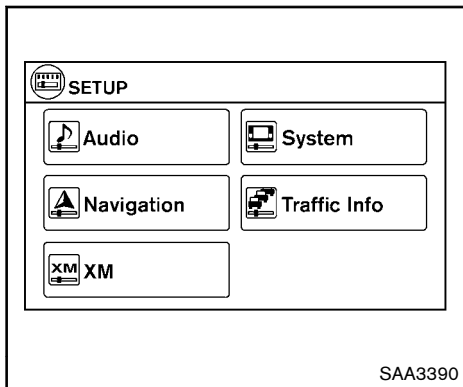 SETUP
Audio
System
Navigation
Traffic Info
XM XM
SAA3390